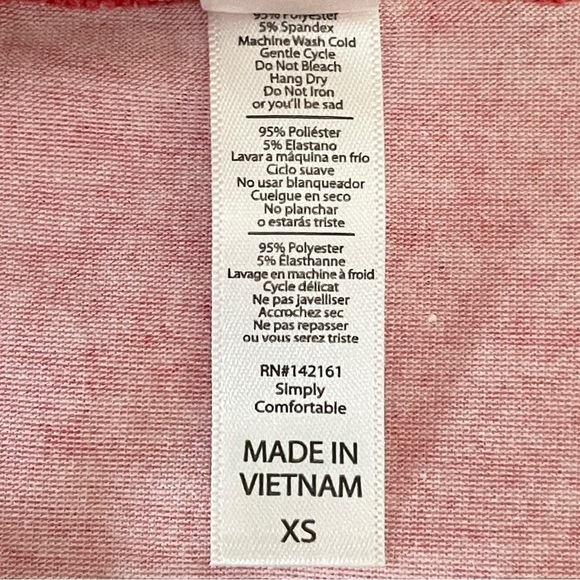 95% Polyester
5% Spandex
Machine Wash Cold
Gentle Cycle
Do Not Bleach
Hang Dry
Do Not Iron
or you'll be sad
95% Poliéster
5% Elastano
Lavar a máquina en frío
Ciclo suave
No usar blanqueador
Cuelgue en seco
No planchar
o estarás triste
95% Polyester
5% Élasthanne
Lavage en machine à froid
Cycle délicat
Ne pas javelliser
Accrochez sec
Ne pas repasser
ou vous serez triste
RN#142161
Simply
Comfortable
MADE IN
VIETNAM
XS